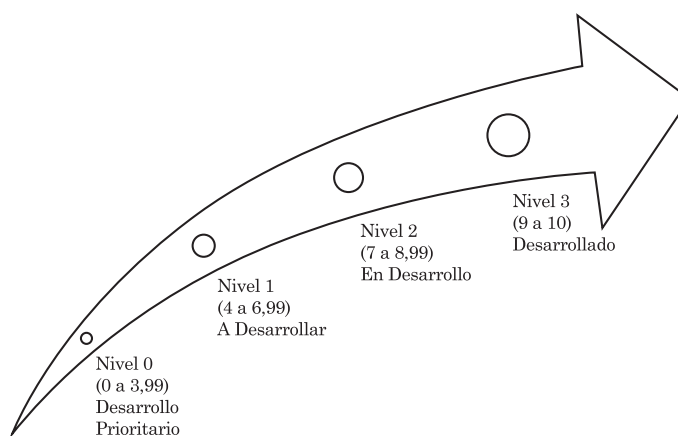 Nivel 3
(9 a 10)
Desarrollado
Nivel 2
(7 a 8,99)
En Desarrollo
Nivel 1
(4 a 6,99)
A Desarrollar
Nivel 0
(0 a 3,99)
Desarrollo
Prioritario